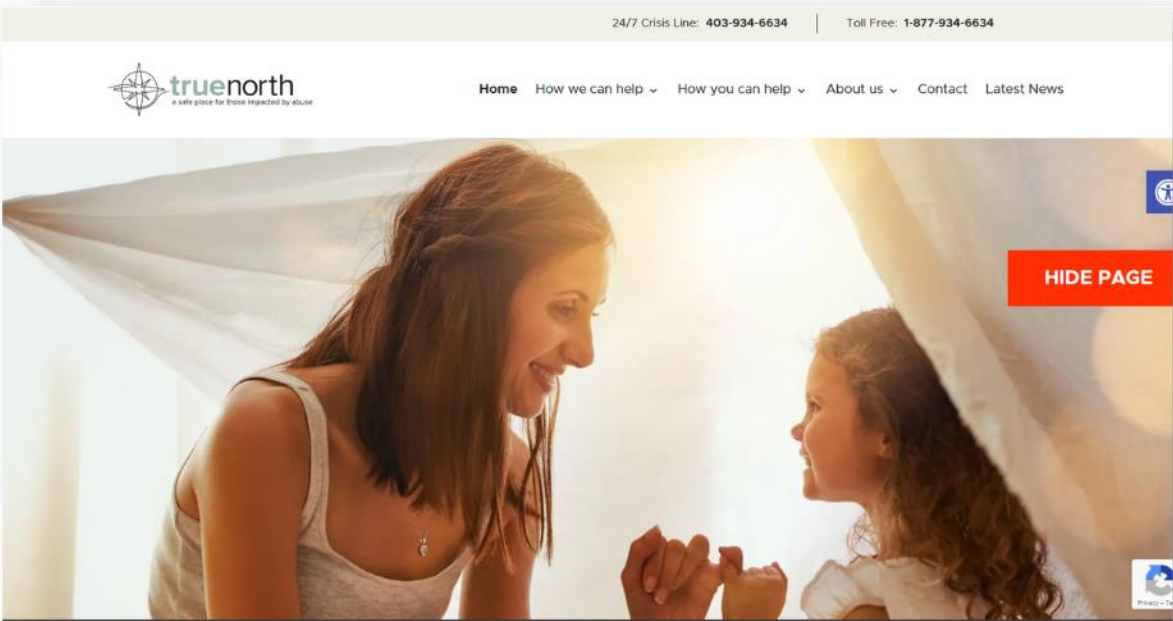 24/7 Crisis Line: 403-934-6634 | Toll Free: 1-877-934-6634
truenorth
a safe place for those impacted by abuse
Home How we can help How you can help About us Contact Latest News
HIDE PAGE
Privacy -